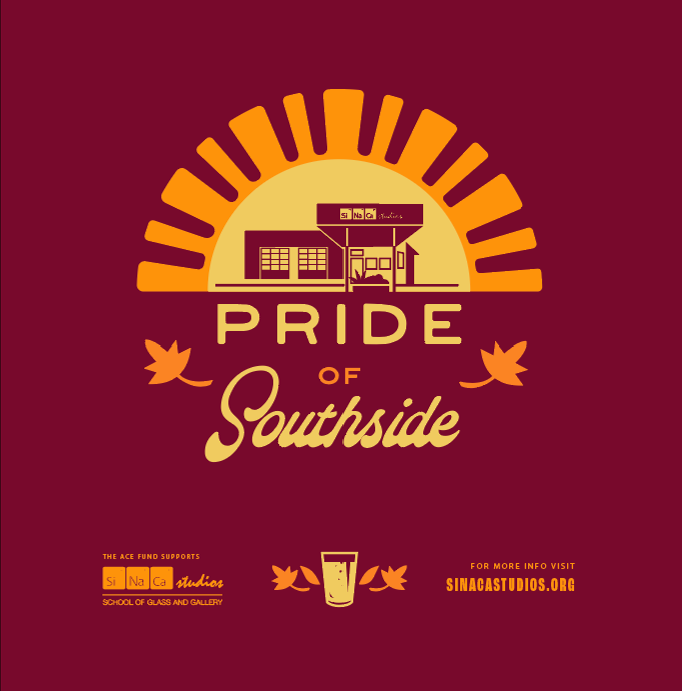 Si Na Ca studios
PRIDE
OF
Southside
THE ACE FUND SUPPORTS
Si Na Ca studios
SCHOOL OF GLASS AND GALLERY
FOR MORE INFO VISIT
SINACASTUDIOS.ORG